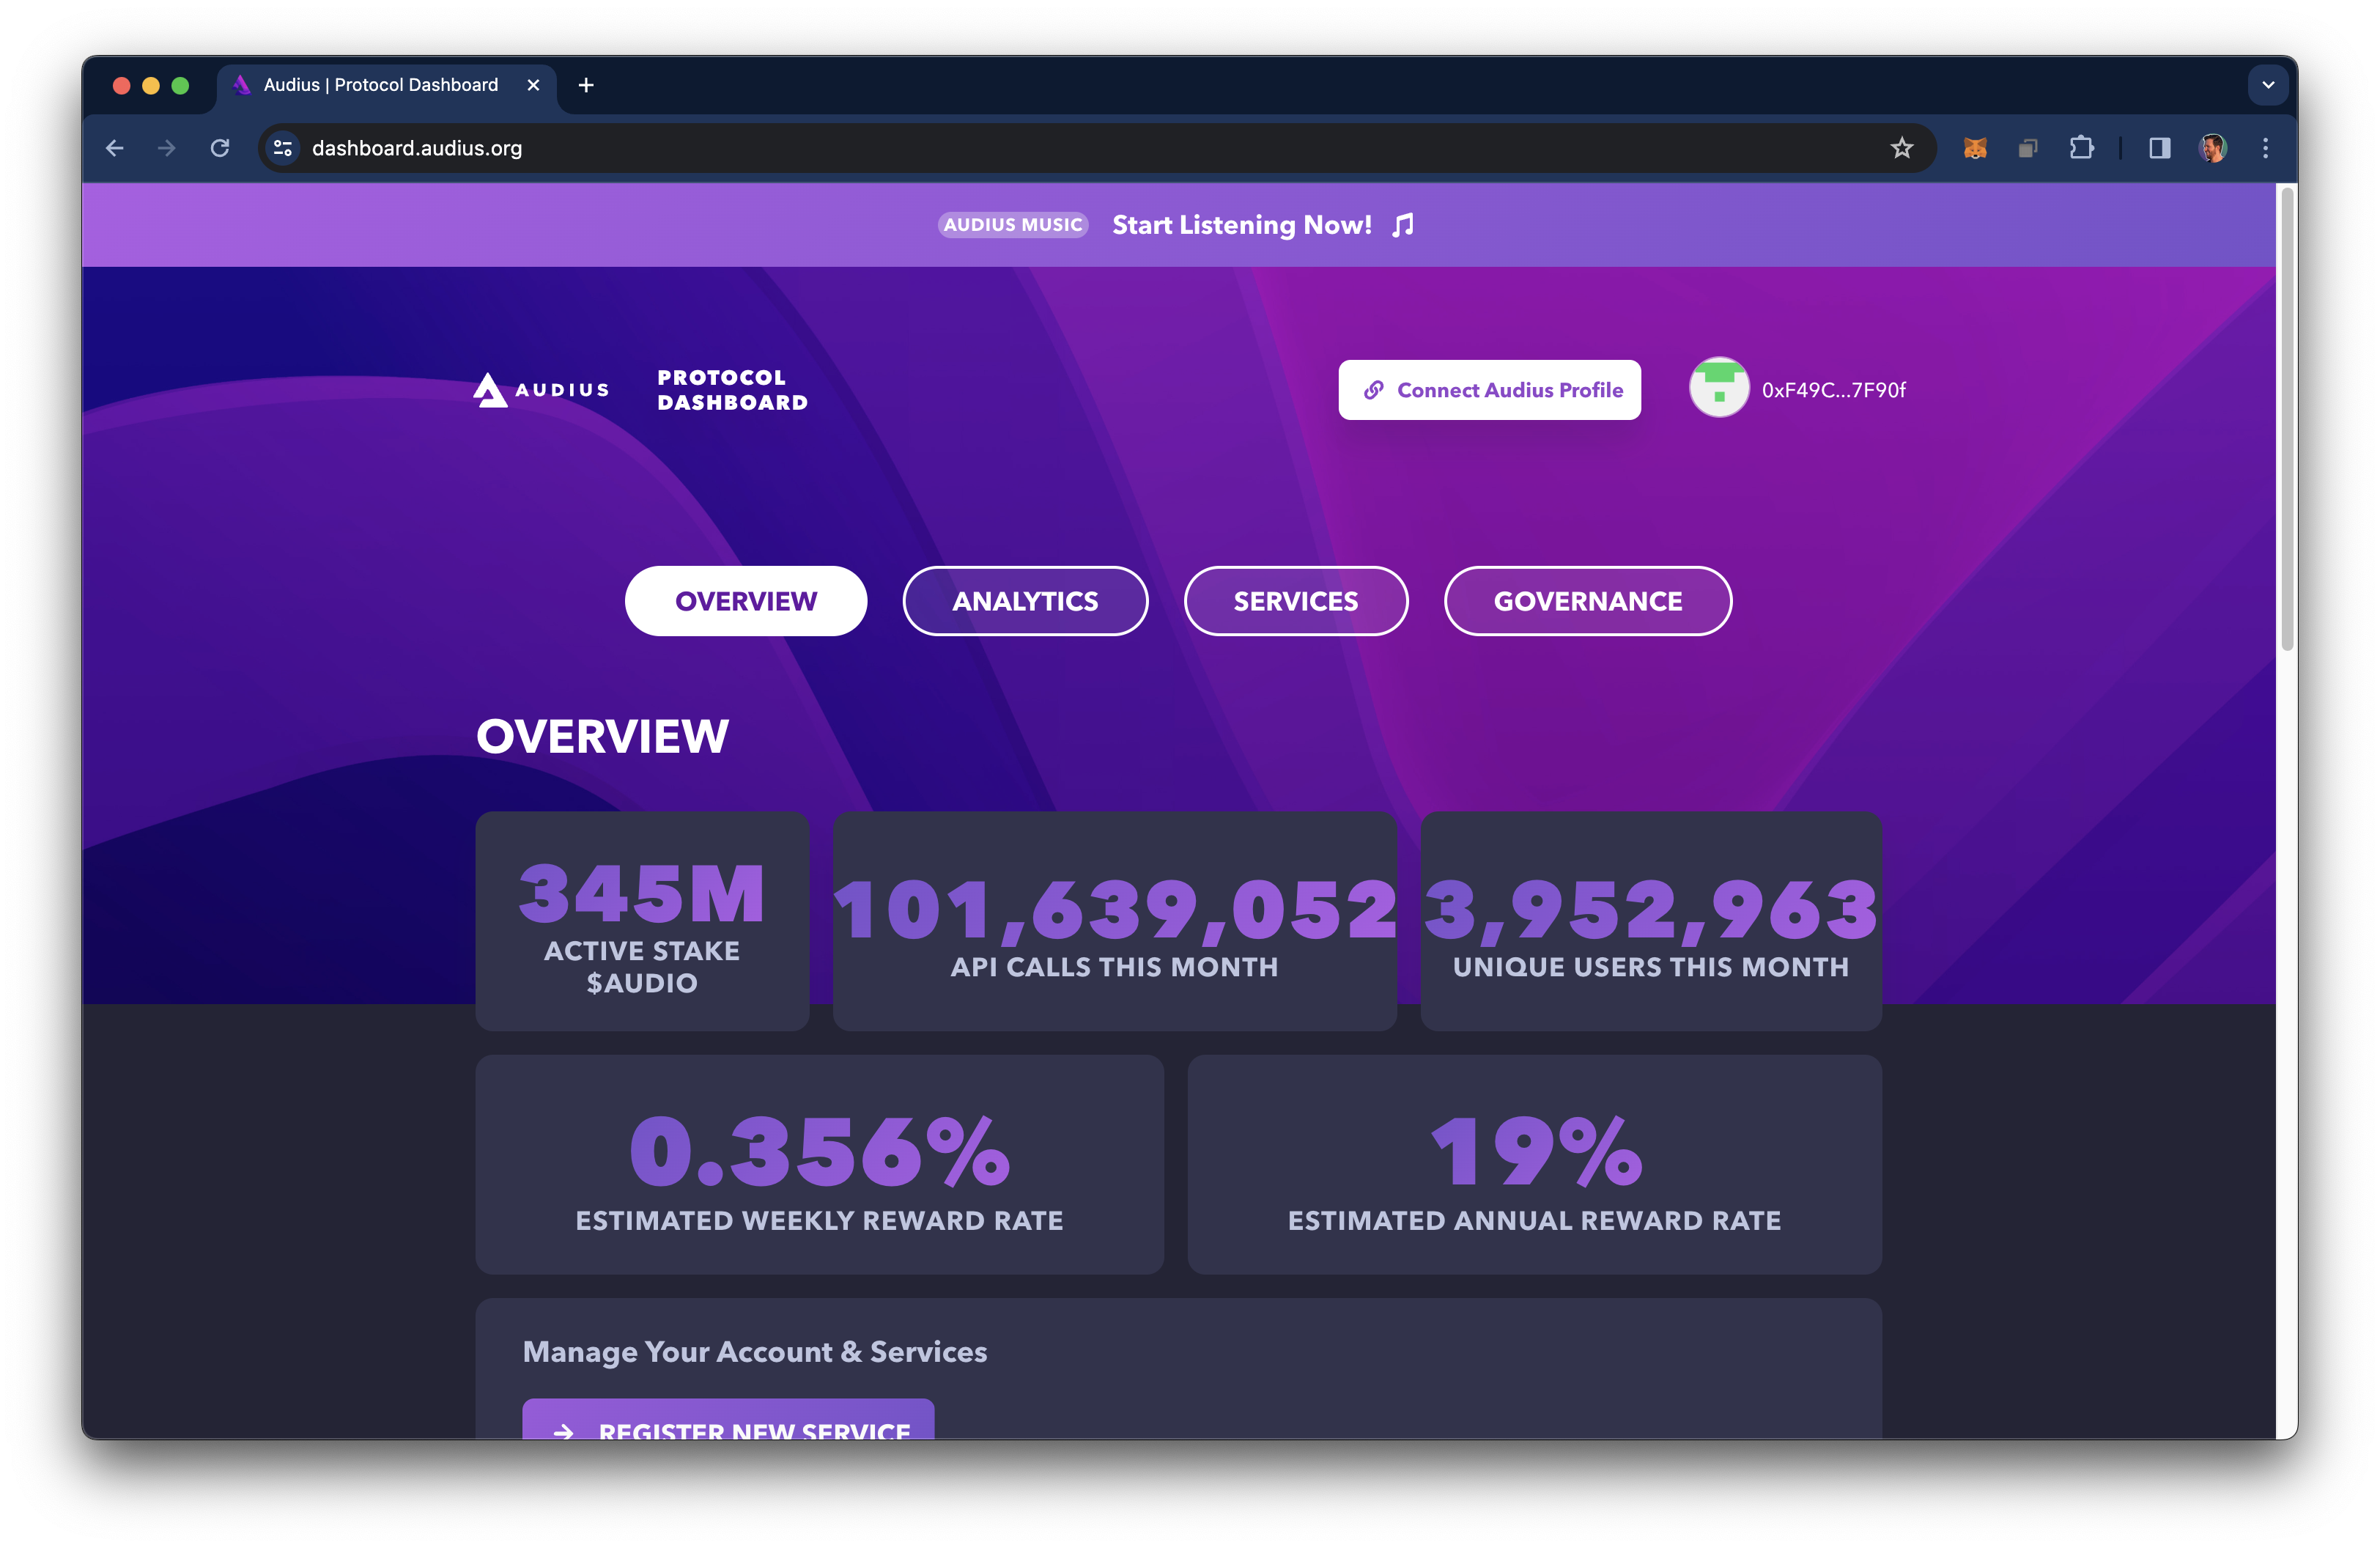 Audius | Protocol Dashboard
dashboard.audius.org
AUDIUS MUSIC Start Listening Now!
AUDIUS
PROTOCOL
DASHBOARD
Connect Audius Profile
0xF49C...7F90f
OVERVIEW
ANALYTICS
SERVICES
GOVERNANCE
OVERVIEW
345M
ACTIVE STAKE
$AUDIO
101,639,052
API CALLS THIS MONTH
3,952,963
UNIQUE USERS THIS MONTH
0.356%
ESTIMATED WEEKLY REWARD RATE
19%
ESTIMATED ANNUAL REWARD RATE
Manage Your Account & Services
REGISTER NEW SERVICE